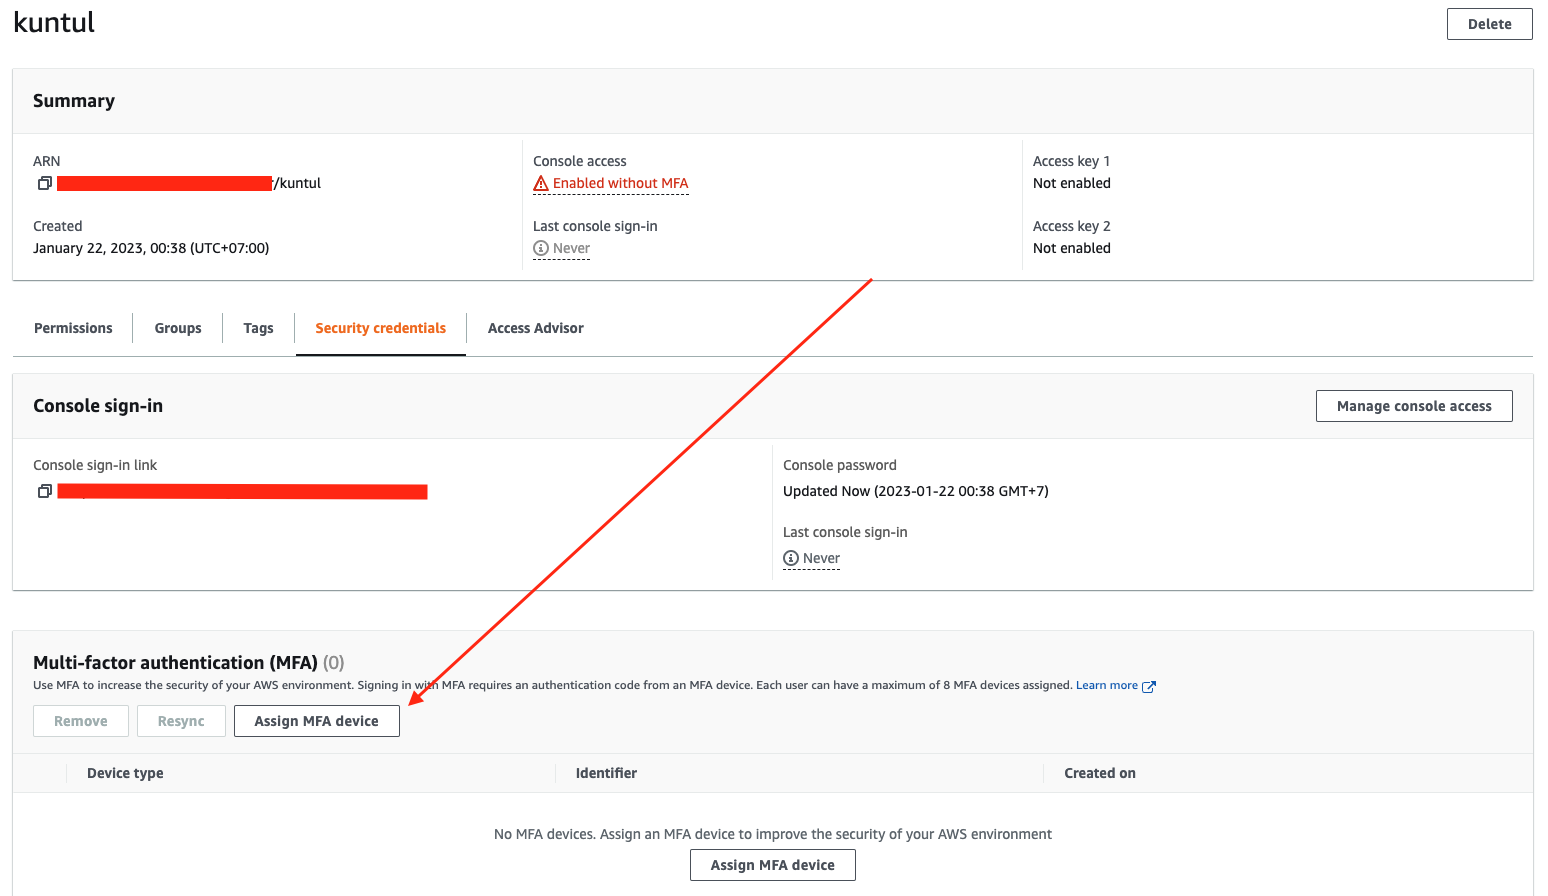 kuntul
Delete
Summary
ARN
/kuntul
Created
January 22, 2023, 00:38 (UTC+07:00)
Console access
Enabled without MFA
Last console sign-in
Never
Access key 1
Not enabled
Access key 2
Not enabled
Permissions
Groups
Tags
Security credentials
Access Advisor
Console sign-in
Manage console access
Console sign-in link
Console password
Updated Now (2023-01-22 00:38 GMT+7)
Last console sign-in
Never
Multi-factor authentication (MFA) (0)
Use MFA to increase the security of your AWS environment. Signing in with MFA requires an authentication code from an MFA device. Each user can have a maximum of 8 MFA devices assigned. Learn more
Remove
Resync
Assign MFA device
Device type
Identifier
Created on
No MFA devices. Assign an MFA device to improve the security of your AWS environment
Assign MFA device